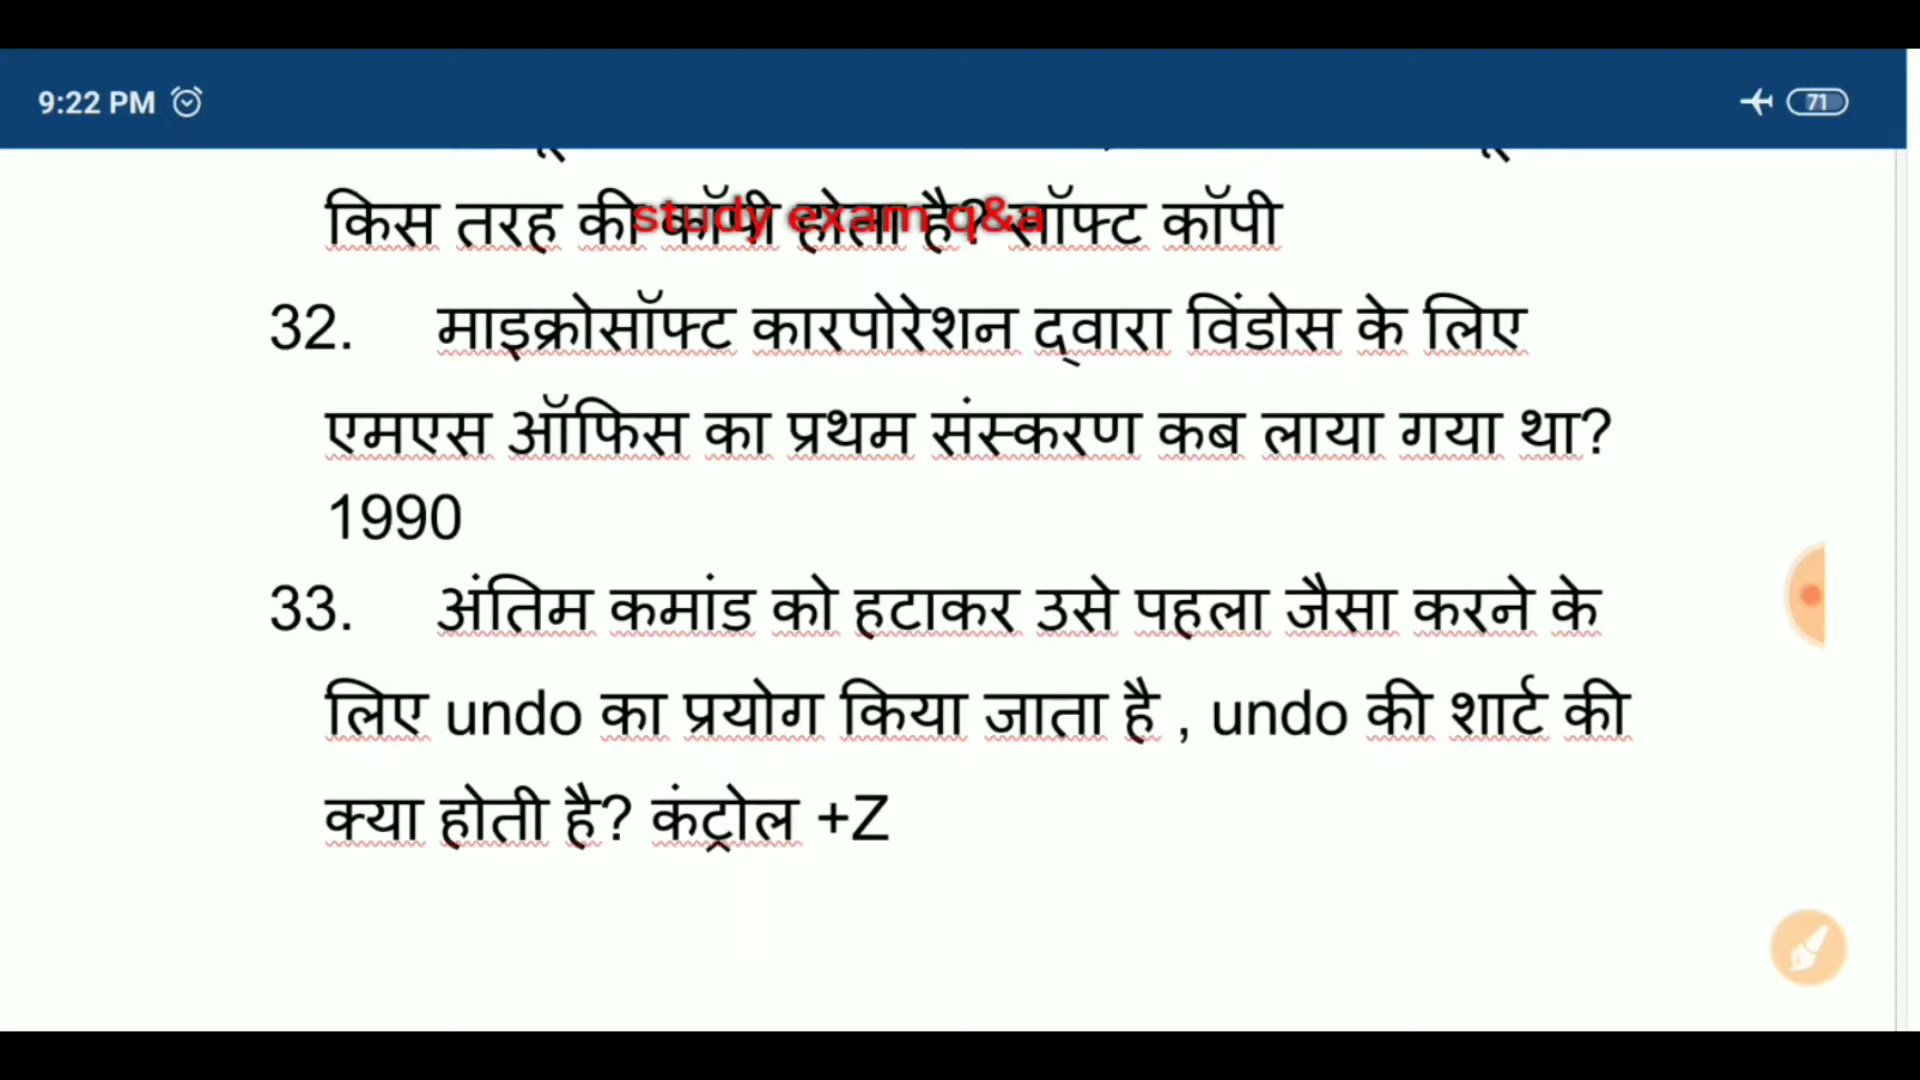 9:22 PM
71
किस तरह की कॉपी होता है? सॉफ्ट कॉपी
study exam q&a
32. माइक्रोसॉफ्ट कारपोरेशन द्वारा विंडोस के लिए
एमएस ऑफिस का प्रथम संस्करण कब लाया गया था?
1990
33. अंतिम कमांड को हटाकर उसे पहला जैसा करने के
लिए undo का प्रयोग किया जाता है , undo की शार्ट की
क्या होती है? कंट्रोल +Z